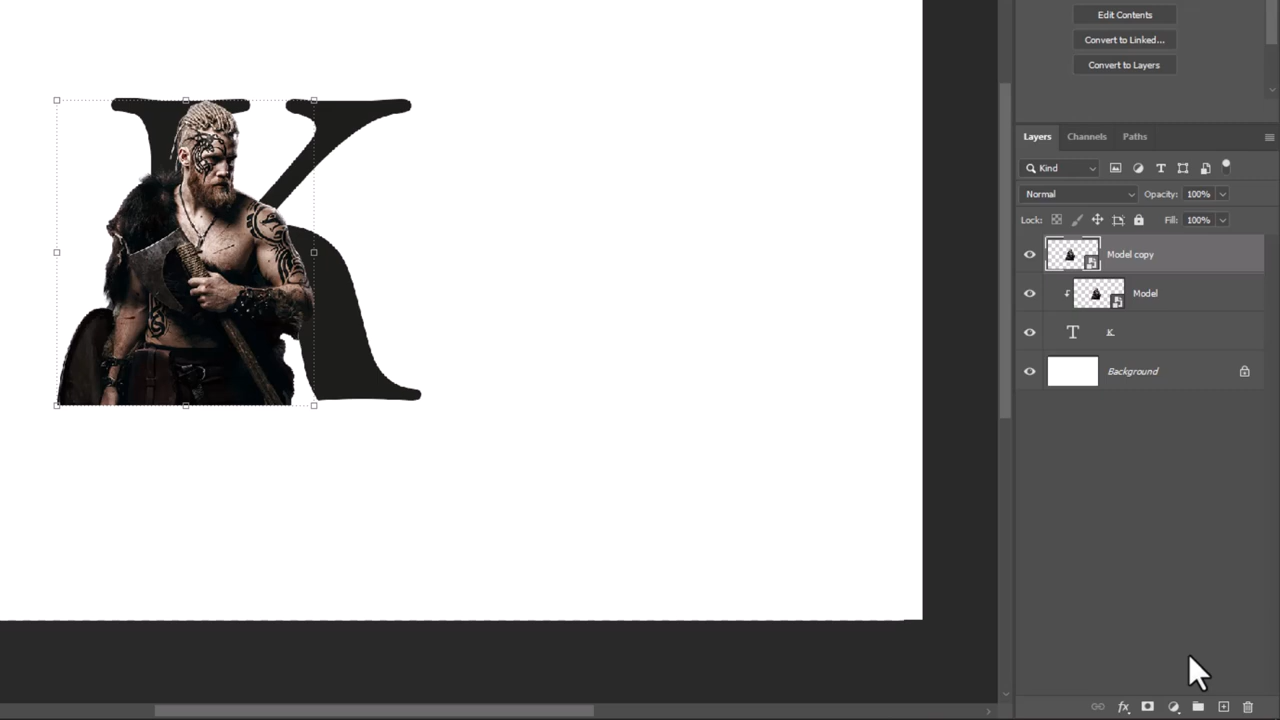 Edit Contents
Convert to Linked...
Convert to Layers
Layers Channels Paths
Kind
Normal Opacity: 100%
Lock: Fill: 100%
Model copy
Model
T K
Background
K